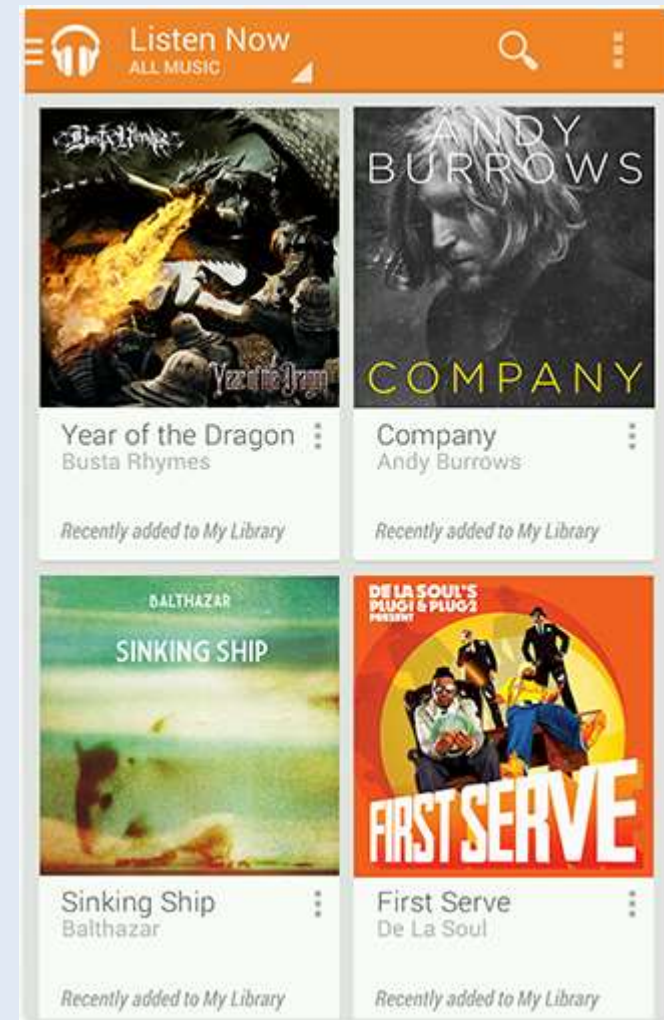 Listen Now
ALL MUSIC
Busta Rhymes
Year of the Dragon
ANDY
BURROWS
COMPANY
Year of the Dragon
Busta Rhymes
Recently added to My Library
Company
Andy Burrows
Recently added to My Library
BALTHAZAR
SINKING SHIP
DE LA SOUL'S
PLUG1 & PLUG2
PRESENT
FIRST SERVE
Sinking Ship
Balthazar
Recently added to My Library
First Serve
De La Soul
Recently added to My Library